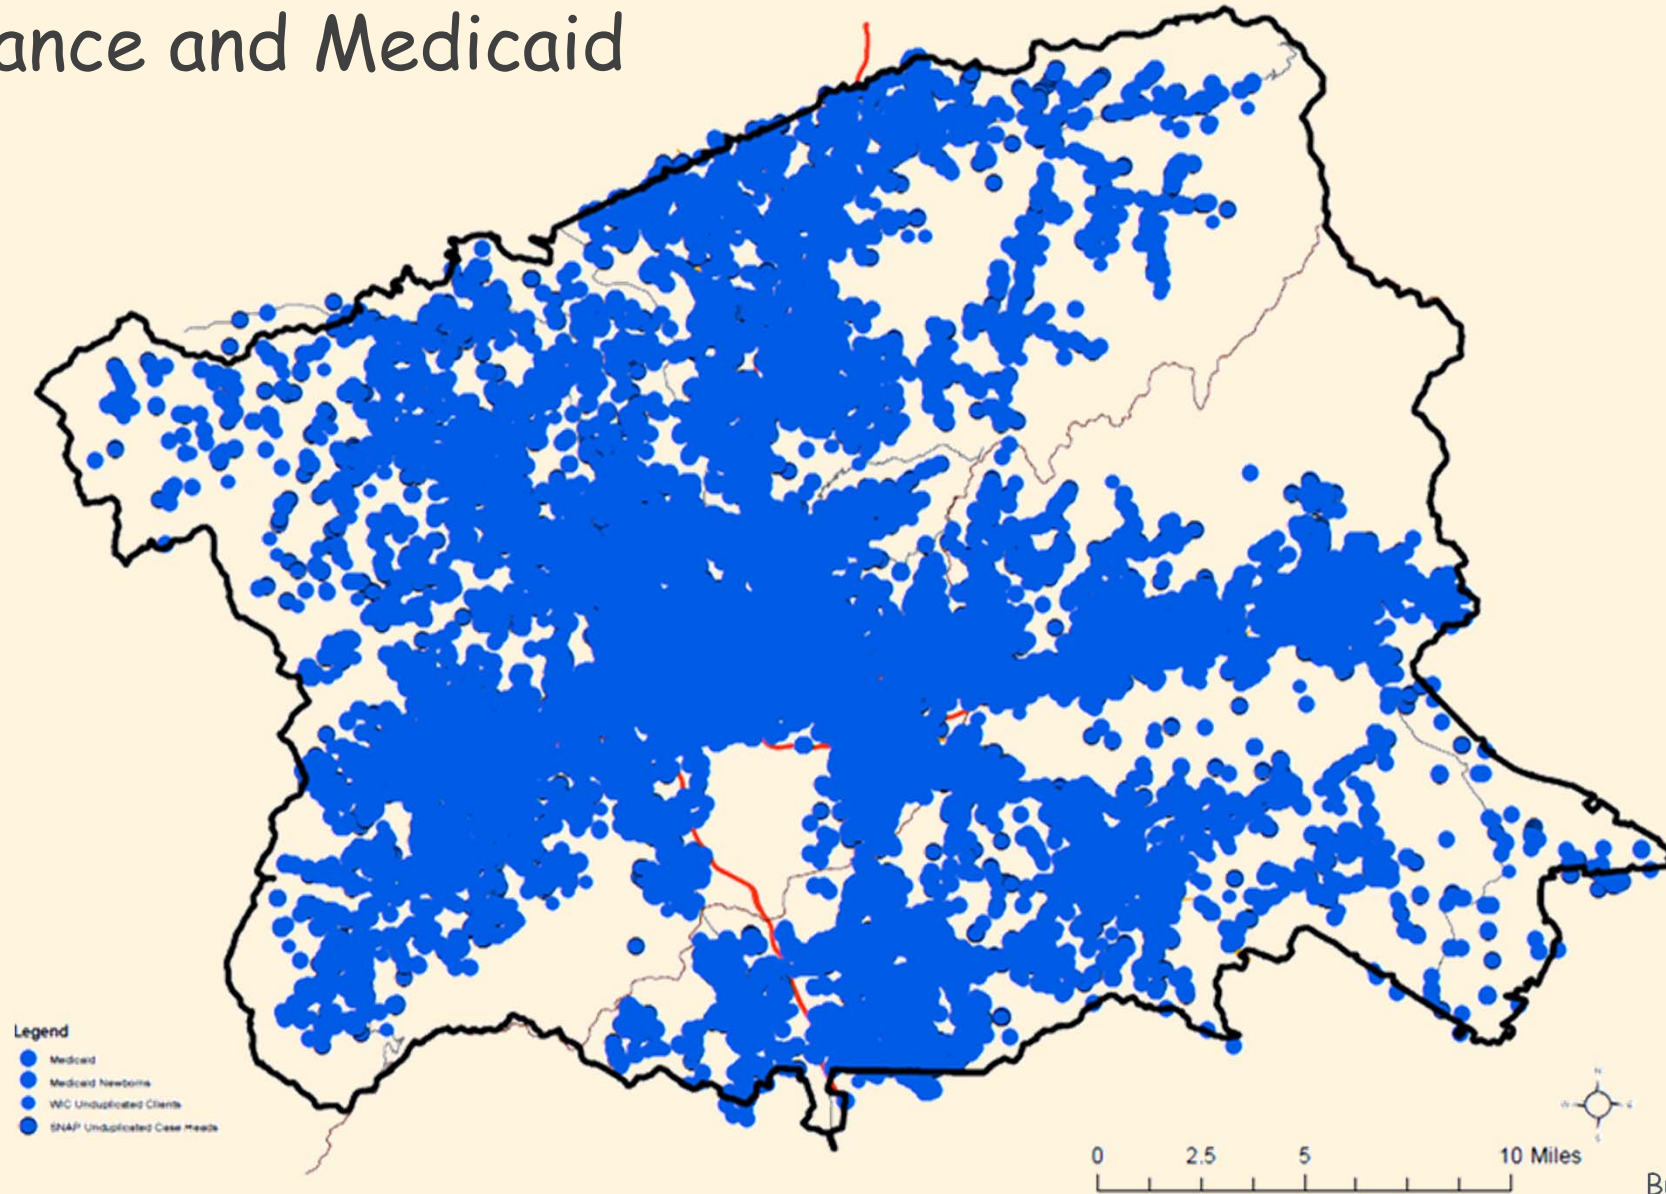 ance and Medicaid
Legend
Medicaid
Medicaid Newborns
WIC Unduplicated Clients
SNAP Unduplicated Case Heads
N
W
E
S
0 2.5 5 10 Miles